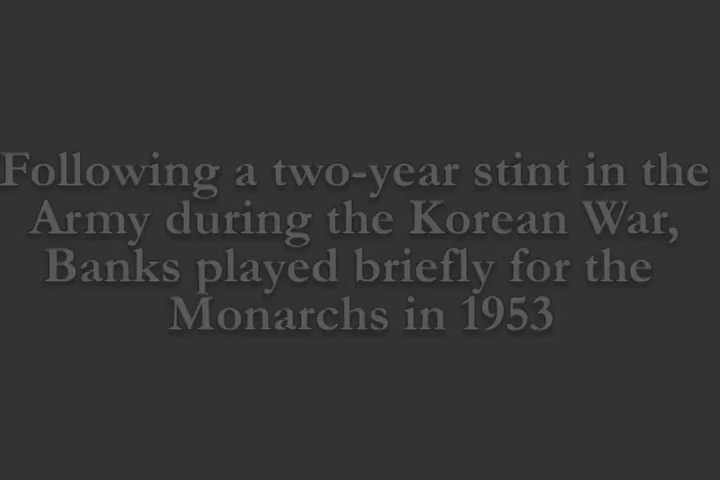 Following a two-year stint in the
Army during the Korean War,
Banks played briefly for the
Monarchs in 1953